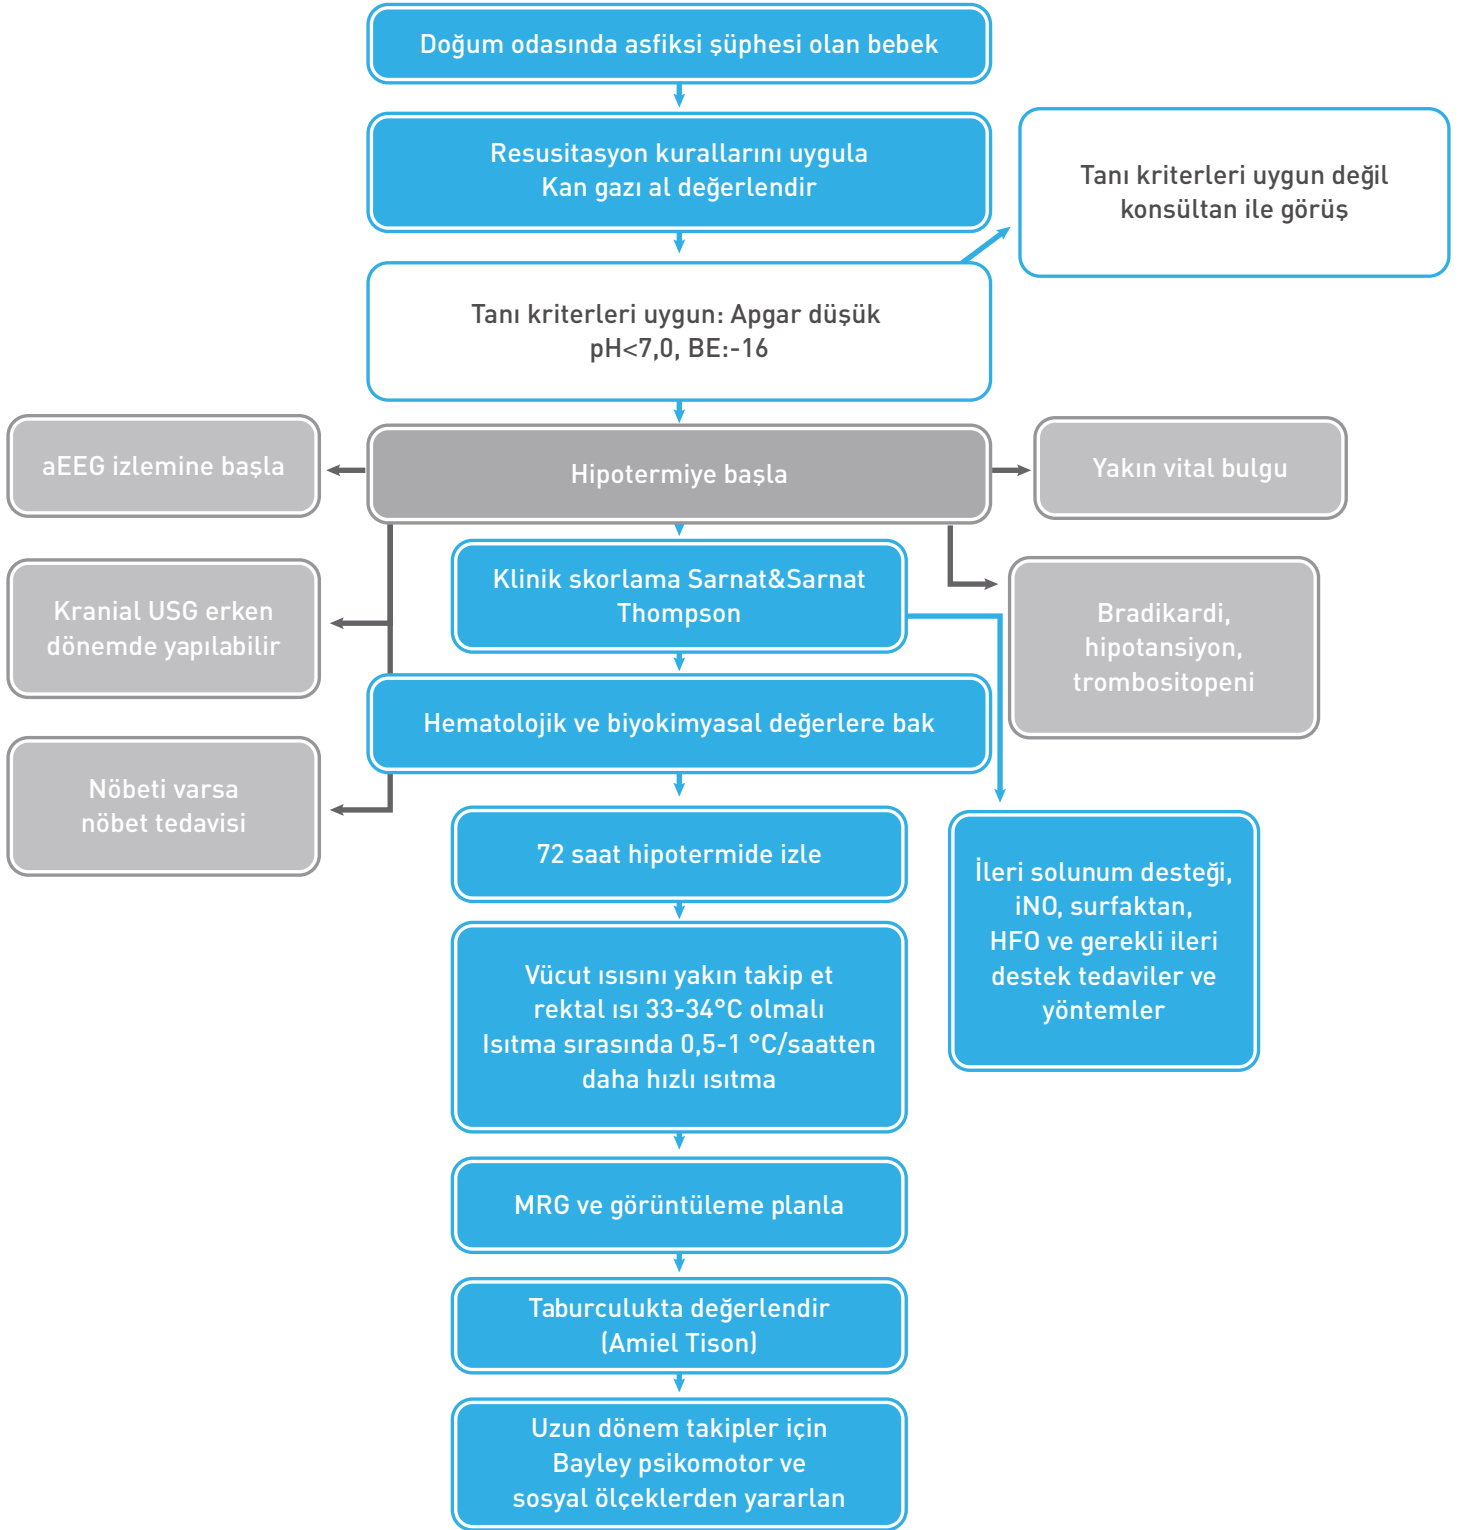 Doğum odasında asfiksi şüphesi olan bebek
Resusitasyon kurallarını uygula
Kan gazı al değerlendir
Tanı kriterleri uygun değil
konsültan ile görüş
Tanı kriterleri uygun: Apgar düşük
pH<7,0, BE:-16
aEEG izlemine başla
Hipotermiye başla
Yakın vital bulgu
Klinik skorlama Sarnat&Sarnat
Thompson
Kranial USG erken
dönemde yapılabilir
Bradikardi,
hipotansiyon,
trombositopeni
Hematolojik ve biyokimyasal değerlere bak
Nöbeti varsa
nöbet tedavisi
72 saat hipotermide izle
İleri solunum desteği,
iNO, surfaktan,
HFO ve gerekli ileri
destek tedaviler ve
yöntemler
Vücut ısısını yakın takip et
rektal ısı 33-34°C olmalı
Isıtma sırasında 0,5-1 °C/saatten
daha hızlı ısıtma
MRG ve görüntüleme planla
Taburculukta değerlendir
(Amiel Tison)
Uzun dönem takipler için
Bayley psikomotor ve
sosyal ölçeklerden yararlan